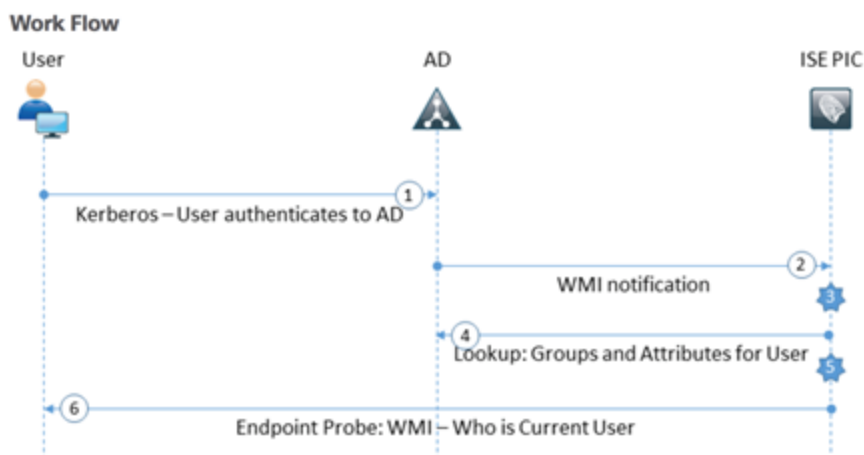 Work Flow
User
AD
ISE PIC
1
Kerberos – User authenticates to AD
2
WMI notification
3
4
Lookup: Groups and Attributes for User
5
6
Endpoint Probe: WMI – Who is Current User